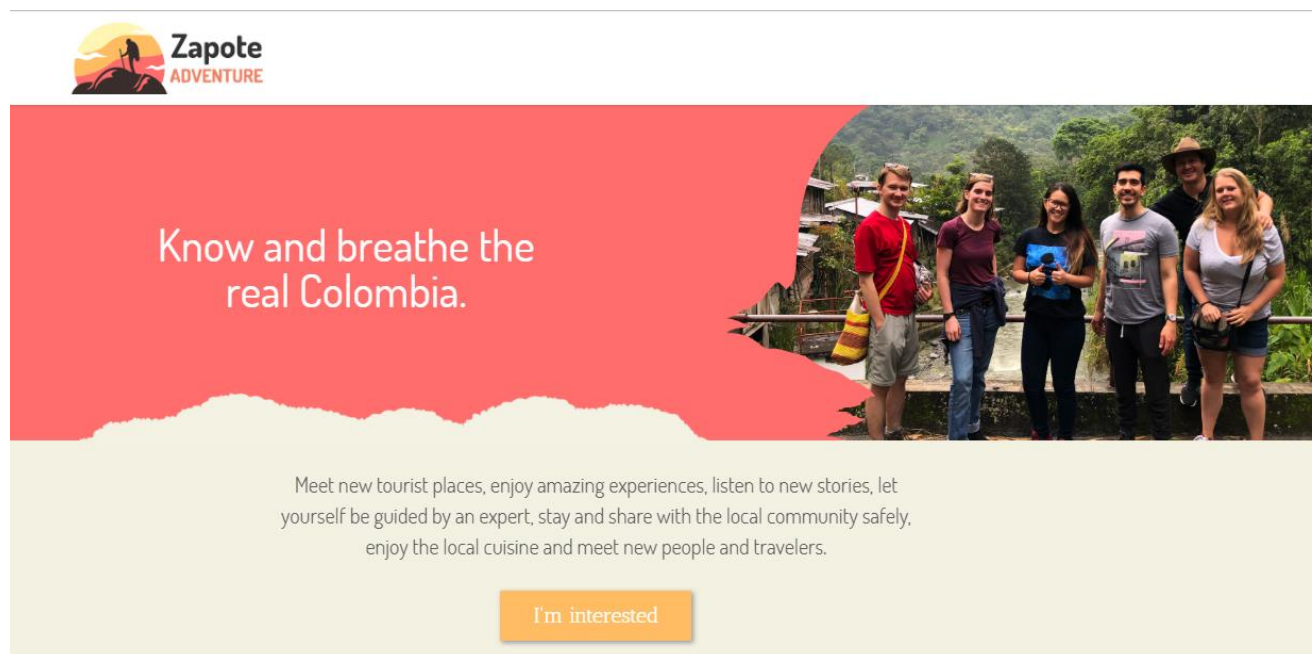 Zapote
ADVENTURE
Know and breathe the
real Colombia.
Meet new tourist places, enjoy amazing experiences, listen to new stories, let
yourself be guided by an expert, stay and share with the local community safely,
enjoy the local cuisine and meet new people and travelers.
I'm interested